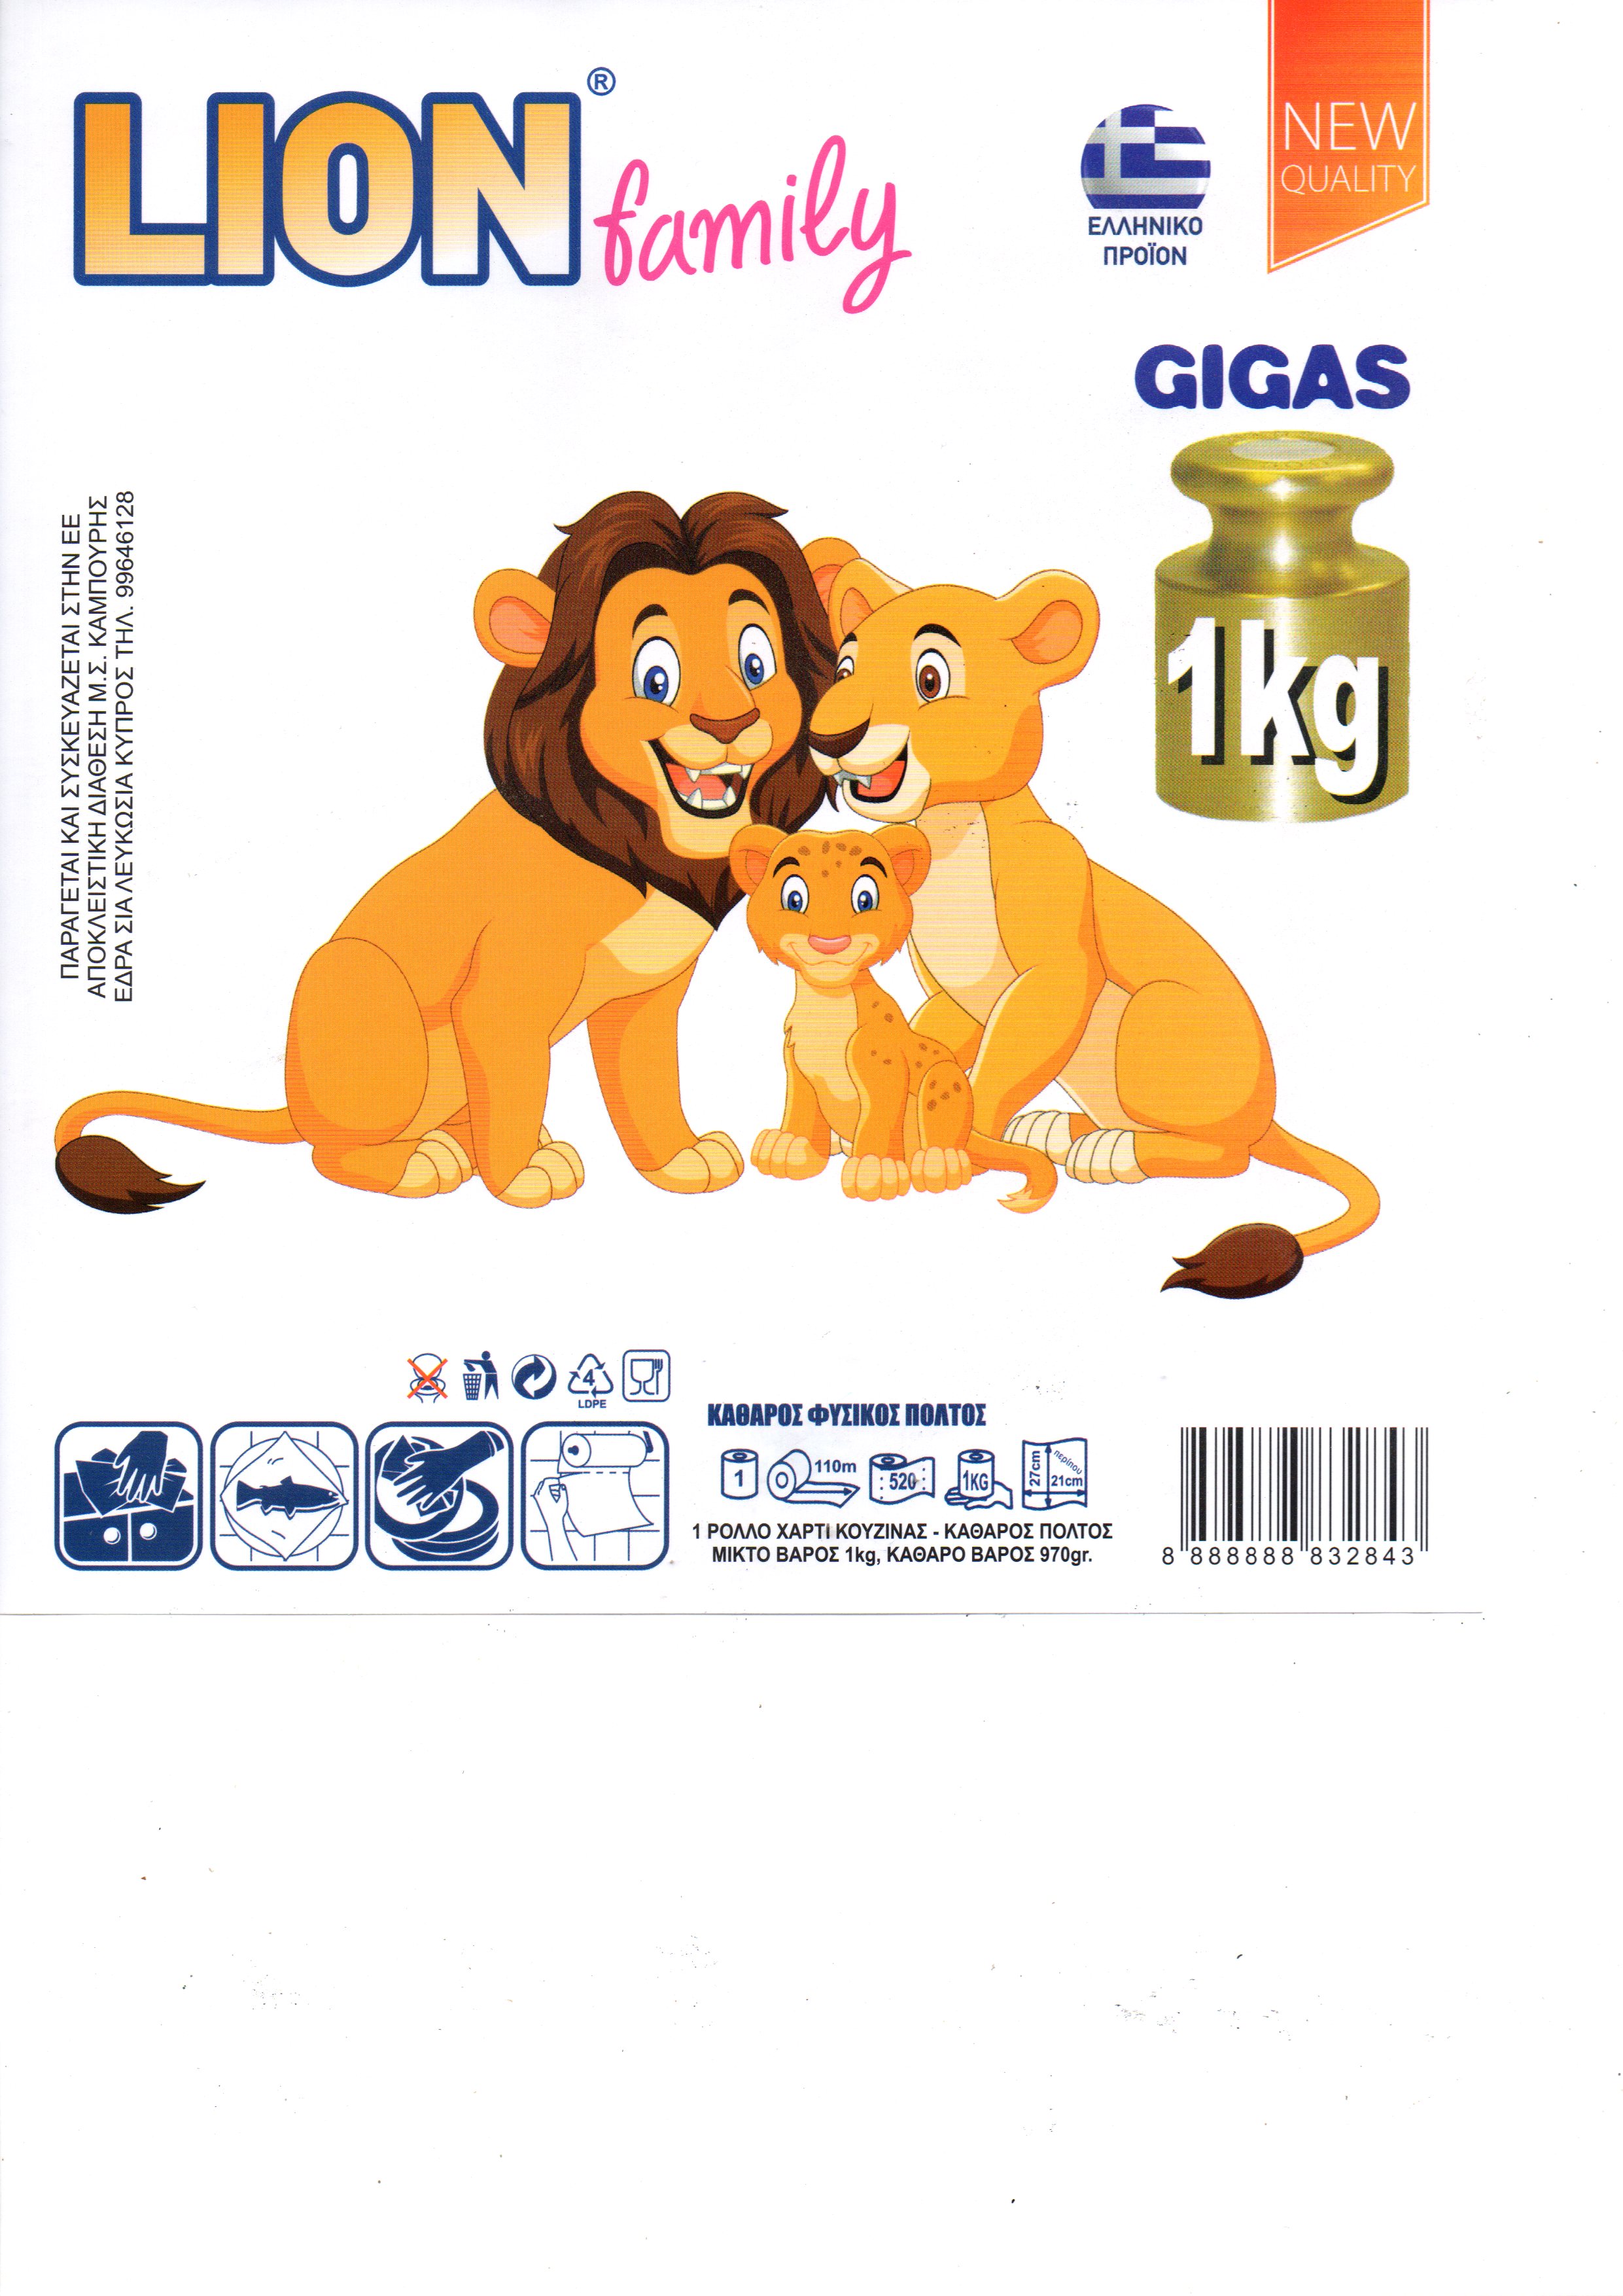 LION® family
ΕΛΛΗΝΙΚΟ
ΠΡΟΪΟΝ
NEW
QUALITY
GIGAS
1kg
ΠΑΡΑΓΕΤΑΙ ΚΑΙ ΣΥΣΚΕΥΑΖΕΤΑΙ ΣΤΗΝ ΕΕ
ΑΠΟΚΛΕΙΣΤΙΚΗ ΔΙΑΘΕΣΗ Μ.Σ. ΚΑΜΠΟΥΡΗΣ
ΕΔΡΑ ΣΙΑ ΛΕΥΚΩΣΙΑ ΚΥΠΡΟΣ ΤΗΛ. 99646128
4
LDPE
ΚΑΘΑΡΟΣ ΦΥΣΙΚΟΣ ΠΟΛΤΟΣ
1 110m 520 1KG 27cm περίπου 21cm
1 ΡΟΛΛΟ ΧΑΡΤΙ ΚΟΥΖΙΝΑΣ - ΚΑΘΑΡΟΣ ΠΟΛΤΟΣ
ΜΙΚΤΟ ΒΑΡΟΣ 1kg, ΚΑΘΑΡΟ ΒΑΡΟΣ 970gr.
8 888888 832843